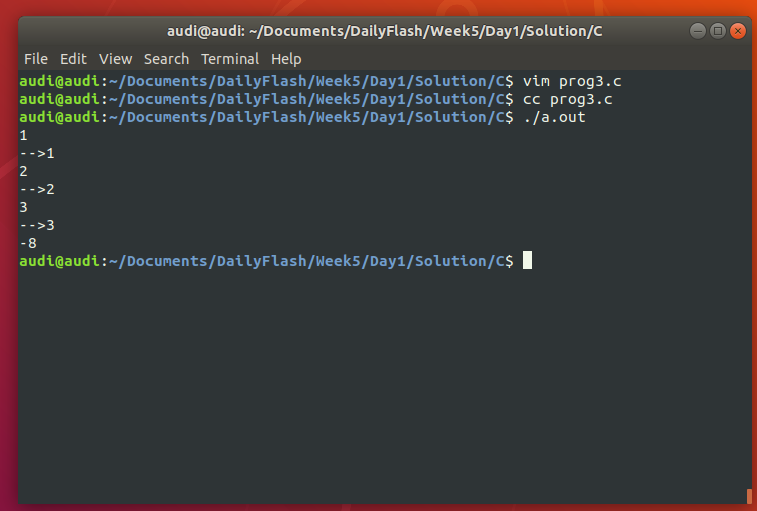 audi@audi: ~/Documents/DailyFlash/Week5/Day1/Solution/C
File Edit View Search Terminal Help
audi@audi:~/Documents/DailyFlash/Week5/Day1/Solution/C$ vim prog3.c
audi@audi:~/Documents/DailyFlash/Week5/Day1/Solution/C$ cc prog3.c
audi@audi:~/Documents/DailyFlash/Week5/Day1/Solution/C$ ./a.out
1
-->1
2
-->2
3
-->3
-8
audi@audi:~/Documents/DailyFlash/Week5/Day1/Solution/C$